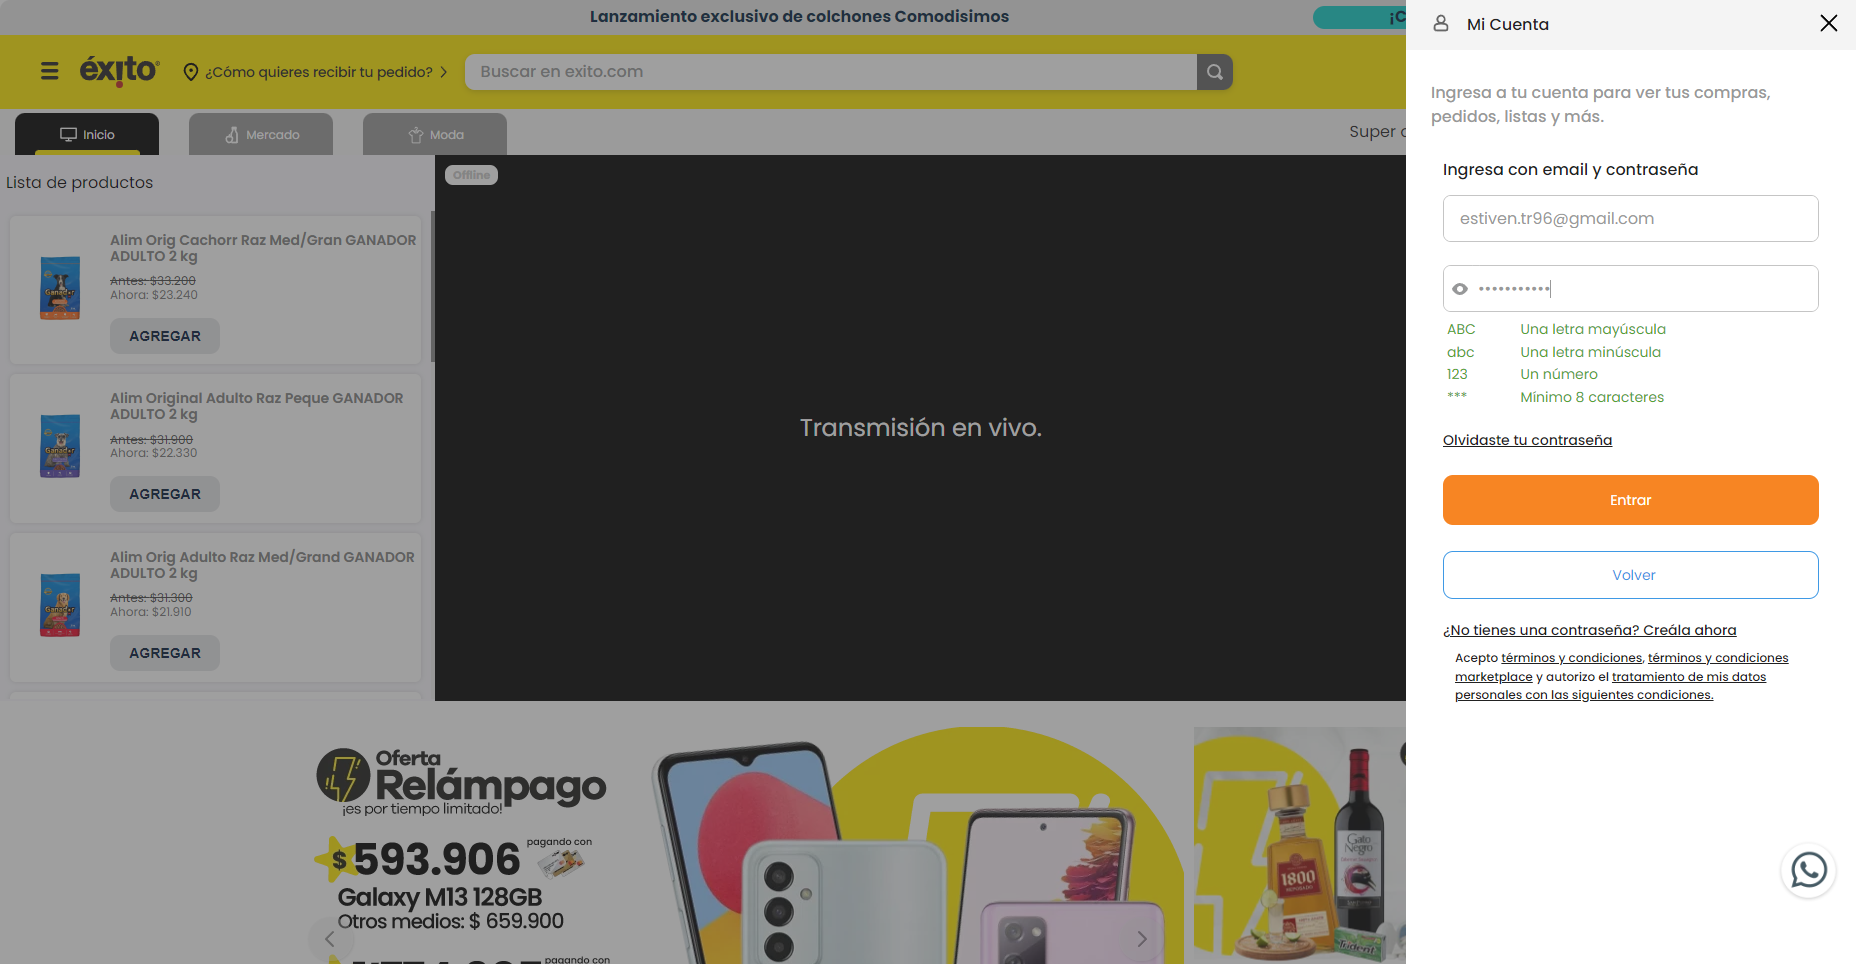 Lanzamiento exclusivo de colchones Comodisimos
¡C
éxito
¿Cómo quieres recibir tu pedido?
Buscar en exito.com
Inicio
Mercado
Moda
Super
Lista de productos
Offline
Alim Orig Cachorr Raz Med/Gran GANADOR
ADULTO 2 kg
Antes: $33.200
Ahora: $23.240
AGREGAR
Alim Original Adulto Raz Peque GANADOR
ADULTO 2 kg
Antes: $31.900
Ahora: $22.330
AGREGAR
Alim Orig Adulto Raz Med/Grand GANADOR
ADULTO 2 kg
Antes: $31.300
Ahora: $21.910
AGREGAR
Transmisión en vivo.
Oferta
Relámpago
¡es por tiempo limitado!
$593.906
pagando con
Galaxy M13 128GB
Otros medios: $ 659.900
pagando con
1800
Gato
Negro
Trident
Mi Cuenta
Ingresa a tu cuenta para ver tus compras,
pedidos, listas y más.
Ingresa con email y contraseña
estiven.tr96@gmail.com
•••••••••••
ABC Una letra mayúscula
abc Una letra minúscula
123 Un número
*** Mínimo 8 caracteres
Olvidaste tu contraseña
Entrar
Volver
¿No tienes una contraseña? Creála ahora
Acepto términos y condiciones, términos y condiciones
marketplace y autorizo el tratamiento de mis datos
personales con las siguientes condiciones.